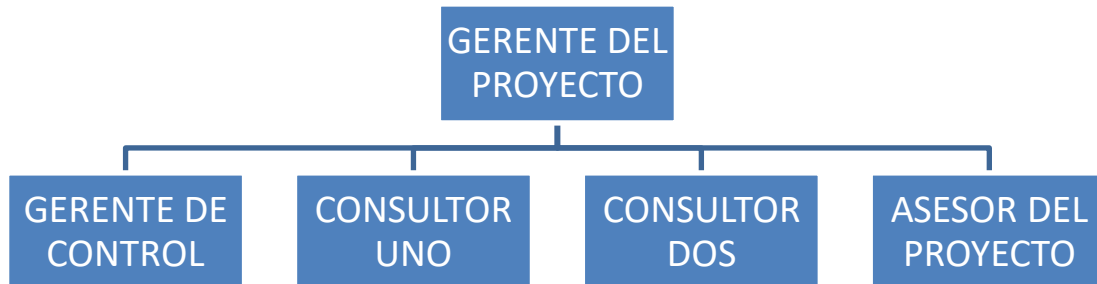 GERENTE DEL
PROYECTO
GERENTE DE
CONTROL
CONSULTOR
UNO
CONSULTOR
DOS
ASESOR DEL
PROYECTO